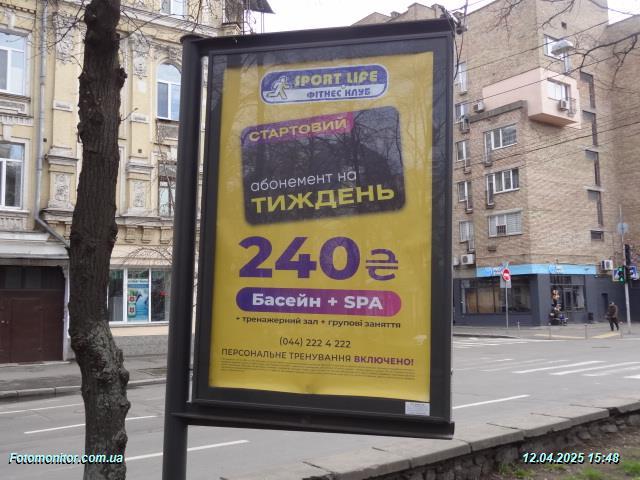 SPORT LIFE
ФІТНЕС КЛУБ
СТАРТОВИЙ
абонемент на
ТИЖДЕНЬ
240₴
Басейн + SPA
+ тренажерний зал + групові заняття
(044) 222 4 222
ПЕРСОНАЛЬНЕ ТРЕНУВАННЯ ВКЛЮЧЕНО!
Fotomonitor.com.ua
12.04.2025 15:48